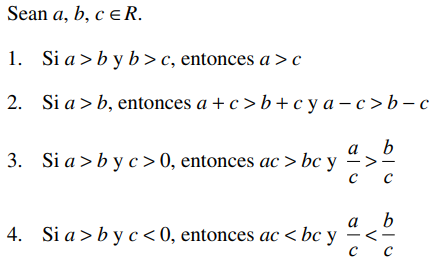 Sean a, b, c ∈ R.
1. Si a > b y b > c, entonces a > c
2. Si a > b, entonces a + c > b + c y a – c > b – c
3. Si a > b y c > 0, entonces ac > bc y a/c > b/c
4. Si a > b y c < 0, entonces ac < bc y a/c < b/c